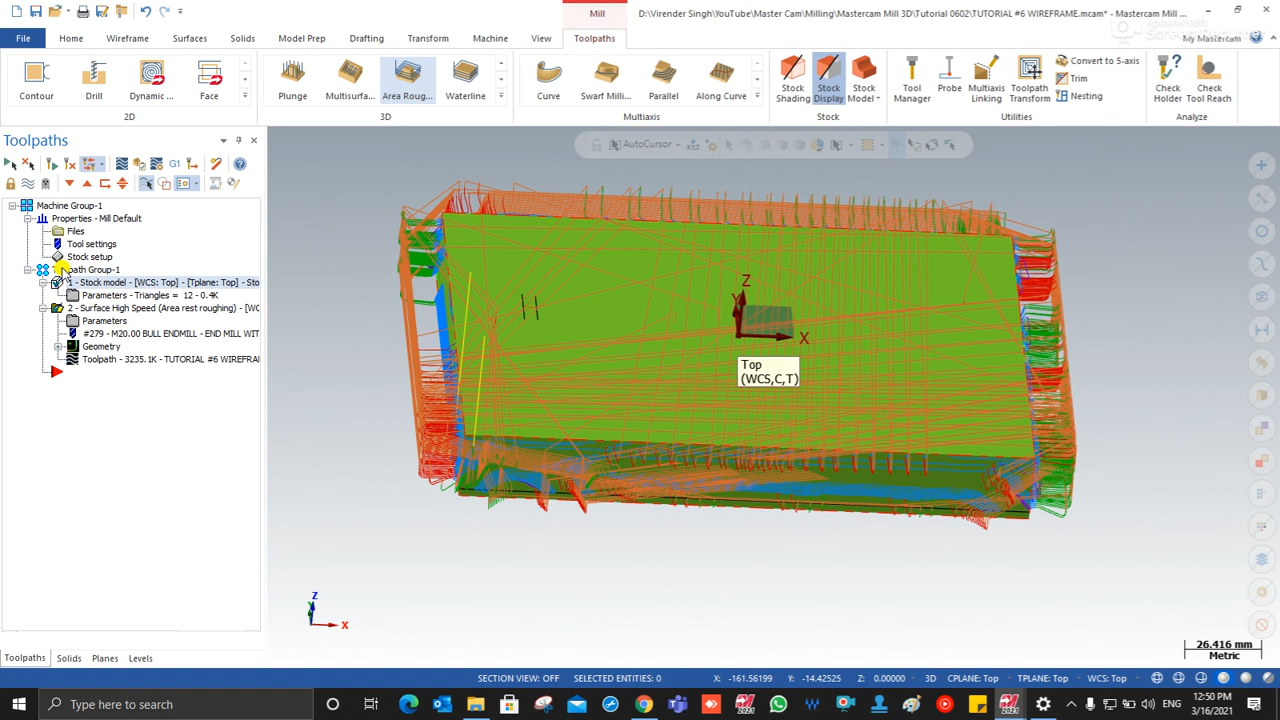 Mill
D:\Virender Singh\YouTube\Master Cam\Milling\Mastercam Mill 3D\Tutorial 0602\TUTORIAL #6 WIREFRAME.mcam* - Mastercam Mill ...
File Home Wireframe Surfaces Solids Model Prep Drafting Transform Machine View Toolpaths My Mastercam
Contour Drill Dynamic ... Face Plunge Multisurfa... Area Roug... Waterline Curve Swarf Milli... Parallel Along Curve Stock Shading Stock Display Stock Model Tool Manager Probe Multiaxis Linking Toolpath Transform Convert to 5-axis Trim Nesting Check Holder Check Tool Reach
2D 3D Multiaxis Stock Utilities Analyze
Toolpaths
AutoCursor
G1
Machine Group-1
Properties - Mill Default
Files
Tool settings
Stock setup
path Group-1
1 - Stock model - [WCS: Top] - [Tplane: Top] - Sto
Parameters - Triangles = 12 - 0.4K
2 - Surface High Speed (Area rest roughing) - [WC
Parameters
#279 - M20.00 BULL ENDMILL - END MILL WIT
Geometry
Toolpath - 3235.1K - TUTORIAL #6 WIREFRA
Z
Y
X
Top
(WCS,C,T)
Z
X
26.416 mm
Metric
Toolpaths Solids Planes Levels
SECTION VIEW: OFF SELECTED ENTITIES: 0 X: -161.56199 Y: -14.42525 Z: 0.00000 3D CPLANE: Top TPLANE: Top WCS: Top
Type here to search
ENG
12:50 PM
3/16/2021